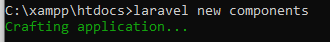 C:\xampp\htdocs>laravel new components
Crafting application...